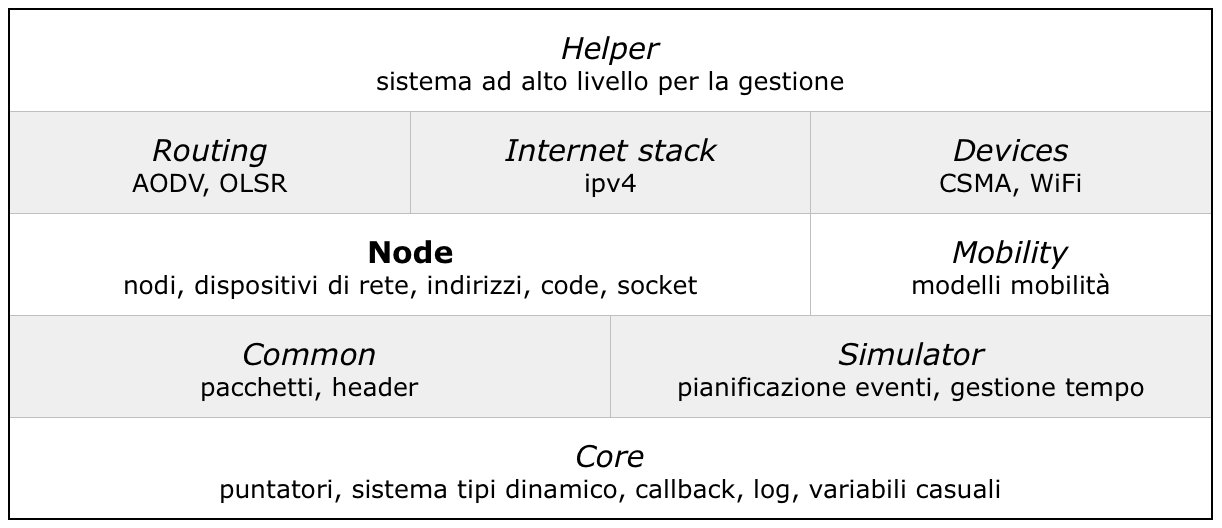 Helper
sistema ad alto livello per la gestione
Routing
AODV, OLSR
Internet stack
ipv4
Devices
CSMA, WiFi
Node
nodi, dispositivi di rete, indirizzi, code, socket
Mobility
modelli mobilità
Common
pacchetti, header
Simulator
pianificazione eventi, gestione tempo
Core
puntatori, sistema tipi dinamico, callback, log, variabili casuali